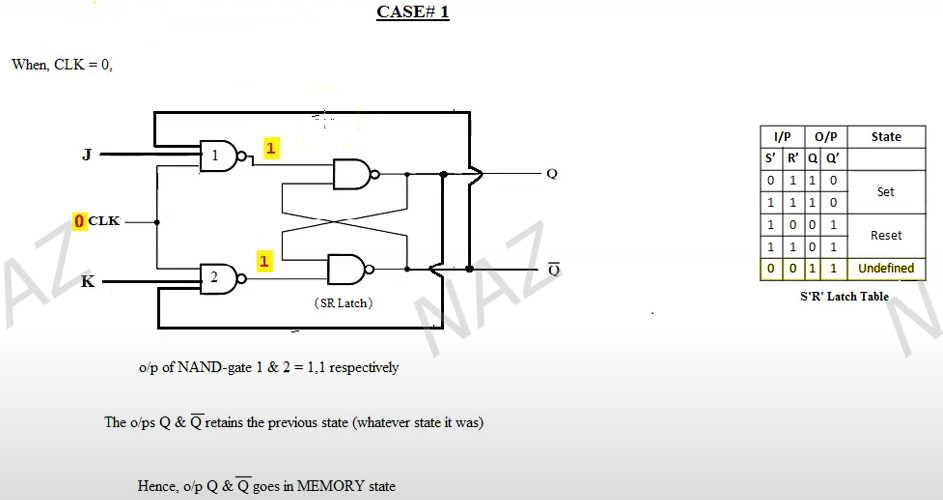 CASE# 1
When, CLK = 0,
J
1
1
Q
0 CLK
1
K
2
Q̅
(SR Latch)
I/P O/P State
S' R' Q Q'
0 1 1 0 Set
1 1 1 0
1 0 0 1 Reset
1 1 0 1
0 0 1 1 Undefined
S'R' Latch Table
o/p of NAND-gate 1 & 2 = 1,1 respectively
The o/ps Q & Q̅ retains the previous state (whatever state it was)
Hence, o/p Q & Q̅ goes in MEMORY state
AZ
NAZ
N